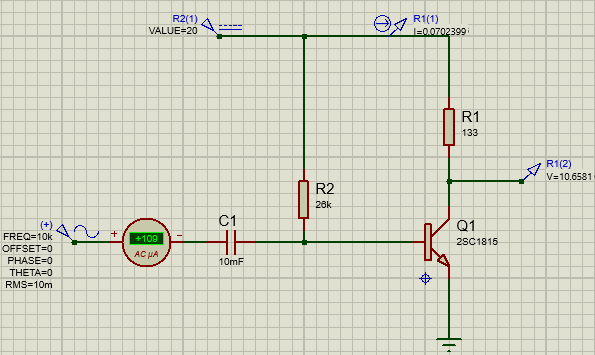 R2(1)
VALUE=20
R1(1)
I=0.0702399
R1
133
R1(2)
V=10.6581
R2
26k
C1
10mF
Q1
2SC1815
(+)
FREQ=10k
OFFSET=0
PHASE=0
THETA=0
RMS=10m
+ −
+109
AC µA